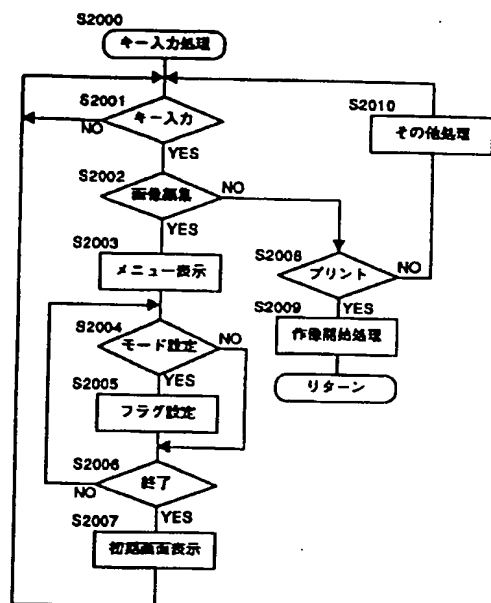 S2000
キー入力処理
S2001
キー入力
NO
YES
S2002
画像編集
NO
YES
S2003
メニュー表示
S2004
モード設定
NO
YES
S2005
フラグ設定
S2006
終了
NO
YES
S2007
初期画面表示
S2008
プリント
NO
YES
S2009
作像開始処理
リターン
S2010
その他処理